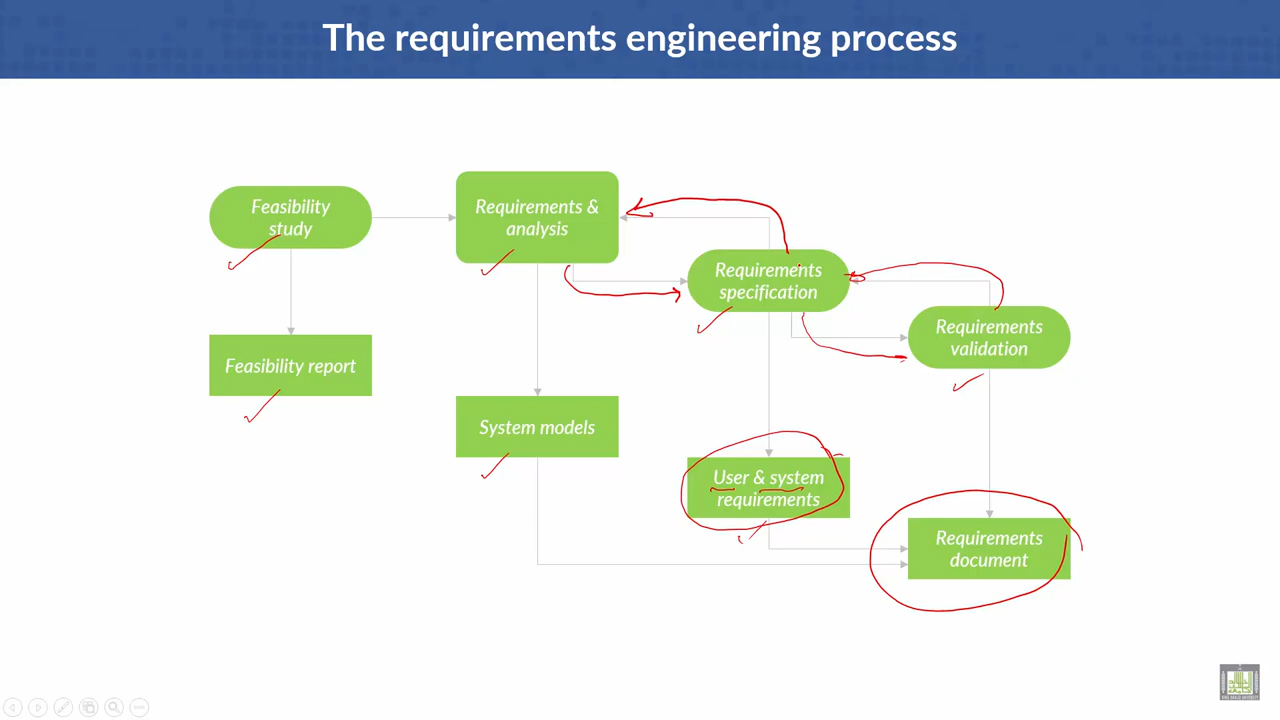 The requirements engineering process
Feasibility
study
Requirements &
analysis
Requirements
specification
Requirements
validation
Feasibility report
System models
User & system
requirements
Requirements
document